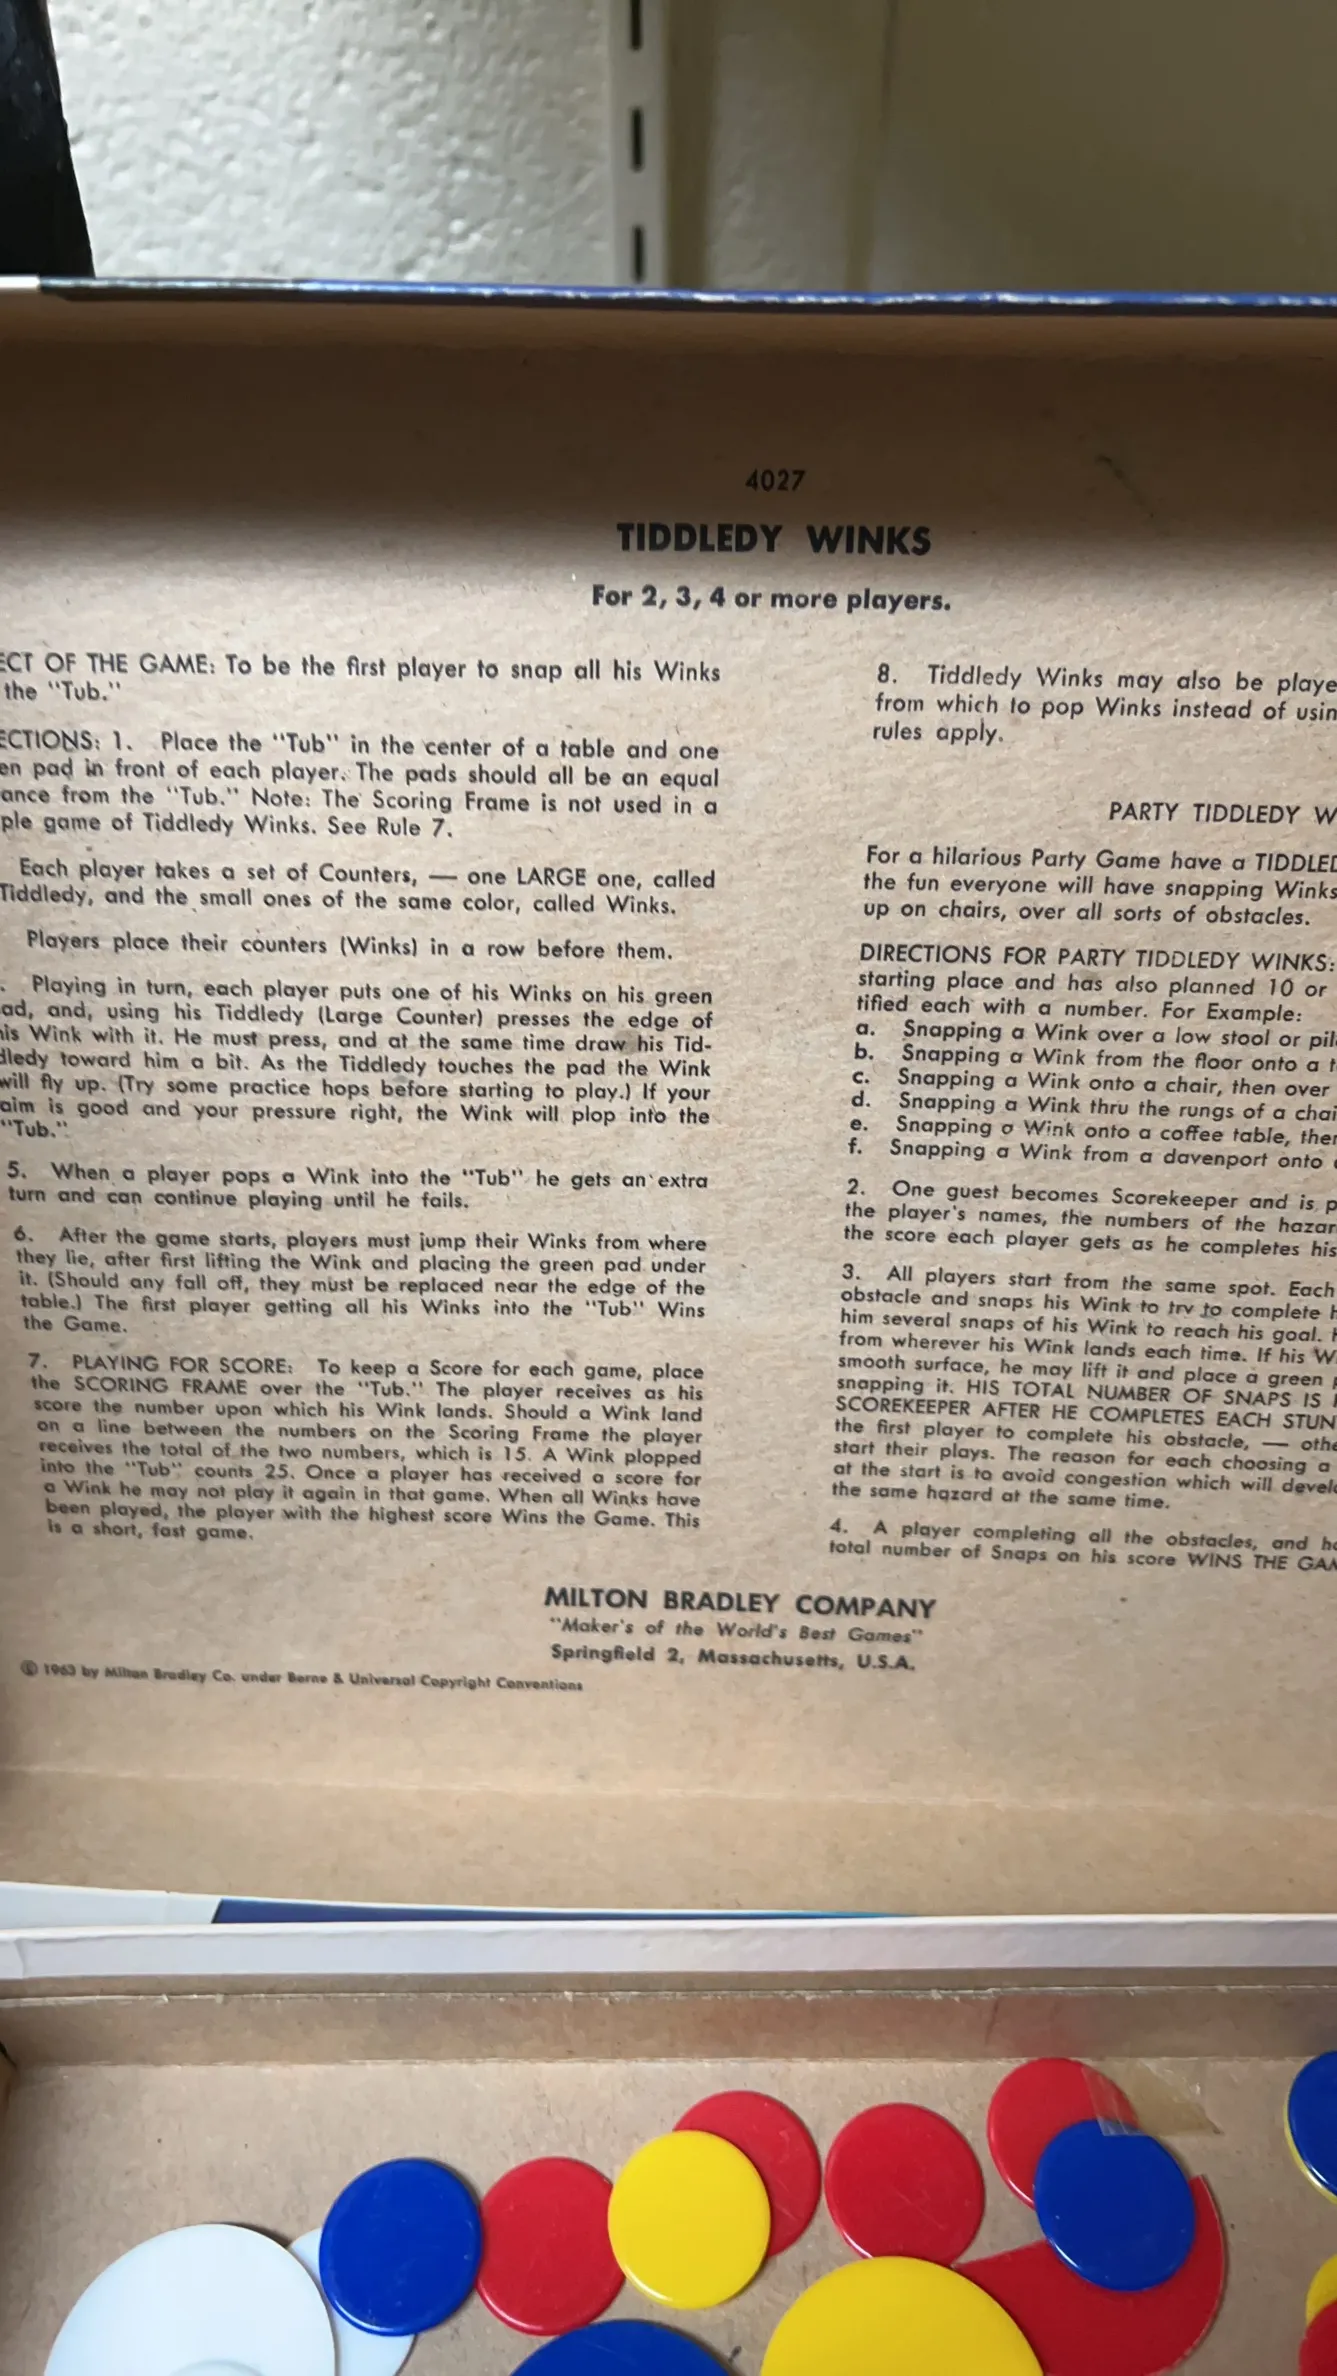 4027
TIDDLEDY WINKS
For 2, 3, 4 or more players.
ECT OF THE GAME: To be the first player to snap all his Winks
the "Tub."
ECTIONS: 1. Place the "Tub" in the center of a table and one
en pad in front of each player. The pads should all be an equal
ance from the "Tub." Note: The Scoring Frame is not used in a
ple game of Tiddledy Winks. See Rule 7.
Each player takes a set of Counters, — one LARGE one, called
Tiddledy, and the small ones of the same color, called Winks.
Players place their counters (Winks) in a row before them.
. Playing in turn, each player puts one of his Winks on his green
ad, and, using his Tiddledy (Large Counter) presses the edge of
his Wink with it. He must press, and at the same time draw his Tid-
dledy toward him a bit. As the Tiddledy touches the pad the Wink
will fly up. (Try some practice hops before starting to play.) If your
aim is good and your pressure right, the Wink will plop into the
"Tub."
5. When a player pops a Wink into the "Tub" he gets an extra
turn and can continue playing until he fails.
6. After the game starts, players must jump their Winks from where
they lie, after first lifting the Wink and placing the green pad under
it. (Should any fall off, they must be replaced near the edge of the
table.) The first player getting all his Winks into the "Tub" Wins
the Game.
7. PLAYING FOR SCORE: To keep a Score for each game, place
the SCORING FRAME over the "Tub." The player receives as his
score the number upon which his Wink lands. Should a Wink land
on a line between the numbers on the Scoring Frame the player
receives the total of the two numbers, which is 15. A Wink plopped
into the "Tub" counts 25. Once a player has received a score for
a Wink he may not play it again in that game. When all Winks have
been played, the player with the highest score Wins the Game. This
is a short, fast game.
8. Tiddledy Winks may also be playe
from which to pop Winks instead of usin
rules apply.
PARTY TIDDLEDY W
For a hilarious Party Game have a TIDDLED
the fun everyone will have snapping Winks
up on chairs, over all sorts of obstacles.
DIRECTIONS FOR PARTY TIDDLEDY WINKS:
starting place and has also planned 10 or
tified each with a number. For Example:
a. Snapping a Wink over a low stool or pil
b. Snapping a Wink from the floor onto a t
c. Snapping a Wink onto a chair, then over
d. Snapping a Wink thru the rungs of a chai
e. Snapping a Wink onto a coffee table, then
f. Snapping a Wink from a davenport onto
2. One guest becomes Scorekeeper and is p
the player's names, the numbers of the hazar
the score each player gets as he completes his
3. All players start from the same spot. Each
obstacle and snaps his Wink to try to complete h
him several snaps of his Wink to reach his goal.
from wherever his Wink lands each time. If his W
smooth surface, he may lift it and place a green p
snapping it. HIS TOTAL NUMBER OF SNAPS IS
SCOREKEEPER AFTER HE COMPLETES EACH STUN
the first player to complete his obstacle, — othe
start their plays. The reason for each choosing a
at the start is to avoid congestion which will develo
the same hazard at the same time.
4. A player completing all the obstacles, and ha
total number of Snaps on his score WINS THE GAM
MILTON BRADLEY COMPANY
"Maker's of the World's Best Games"
Springfield 2, Massachusetts, U.S.A.
© 1963 by Milton Bradley Co. under Berne & Universal Copyright Conventions